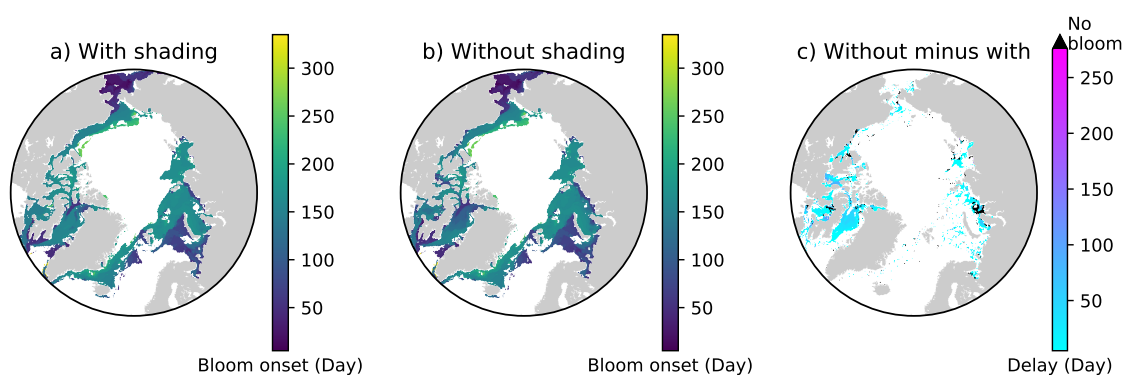 a) With shading
300
250
200
150
100
50
Bloom onset (Day)
b) Without shading
300
250
200
150
100
50
Bloom onset (Day)
c) Without minus with
No
bloom
250
200
150
100
50
Delay (Day)